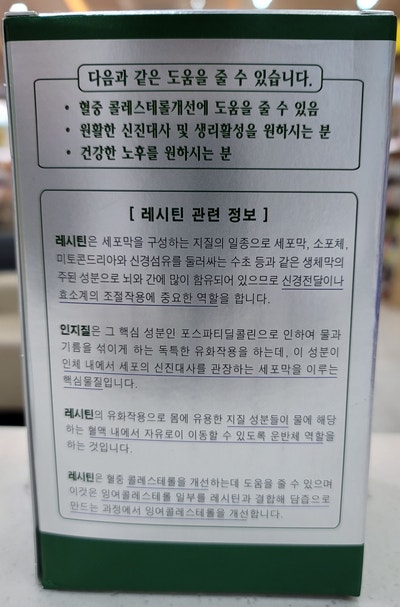 다음과 같은 도움을 줄 수 있습니다.
• 혈중 콜레스테롤개선에 도움을 줄 수 있음
• 원활한 신진대사 및 생리활성을 원하시는 분
• 건강한 노후를 원하시는 분
[ 레시틴 관련 정보 ]
레시틴은 세포막을 구성하는 지질의 일종으로 세포막, 소포체,
미토콘드리아와 신경섬유를 둘러싸는 수초 등과 같은 생체막의
주된 성분으로 뇌와 간에 많이 함유되어 있으므로 신경전달이나
효소계의 조절작용에 중요한 역할을 합니다.
인지질은 그 핵심 성분인 포스파티딜콜린으로 인하여 물과
기름를 섞이게 하는 독특한 유화작용을 하는데, 이 성분이
인체 내에서 세포의 신진대사를 관장하는 세포막을 이루는
핵심물질입니다.
레시틴의 유화작용으로 몸에 유용한 지질 성분들이 물에 해당
하는 혈액 내에서 자유로이 이동할 수 있도록 운반체 역할을
하는 것입니다.
레시틴은 혈중 콜레스테롤을 개선하는데 도움을 줄 수 있으며
이것은 잉여콜레스테롤 일부를 레시틴과 결합해 담즙으로
만드는 과정에서 잉여콜레스테롤을 개선합니다.